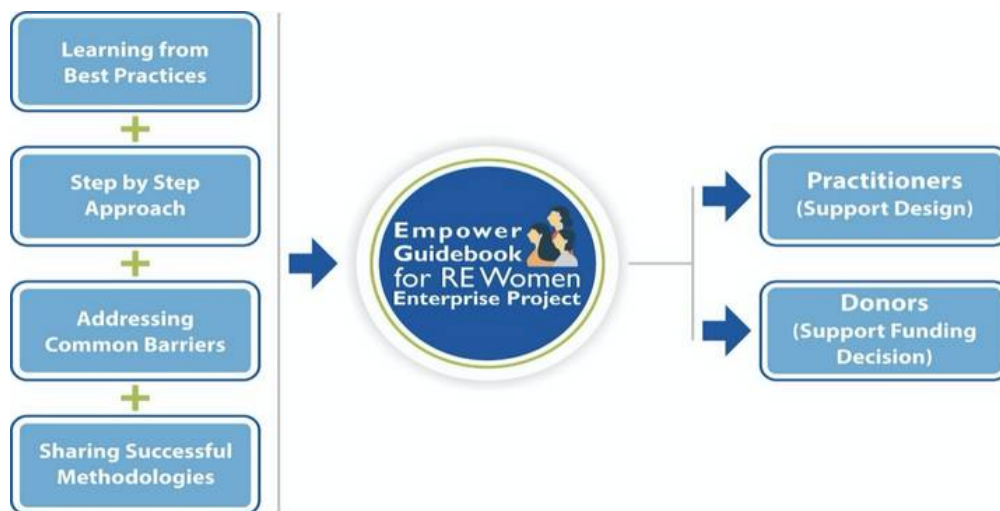 Learning from
Best Practices
+
Step by Step
Approach
+
Addressing
Common Barriers
+
Sharing Successful
Methodologies
Empower
Guidebook
for RE Women
Enterprise Project
Practitioners
(Support Design)
Donors
(Support Funding
Decision)